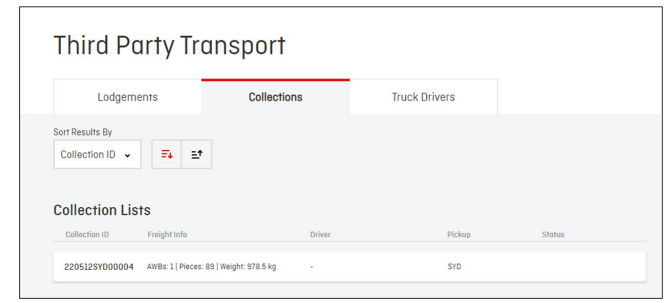 Third Party Transport
Lodgements Collections Truck Drivers
Sort Results By
Collection ID
Collection Lists
Collection ID Freight Info Driver Pickup Status
220512SYD00004 AWBs: 1 | Pieces: 89 | Weight: 978.5 kg - SYD